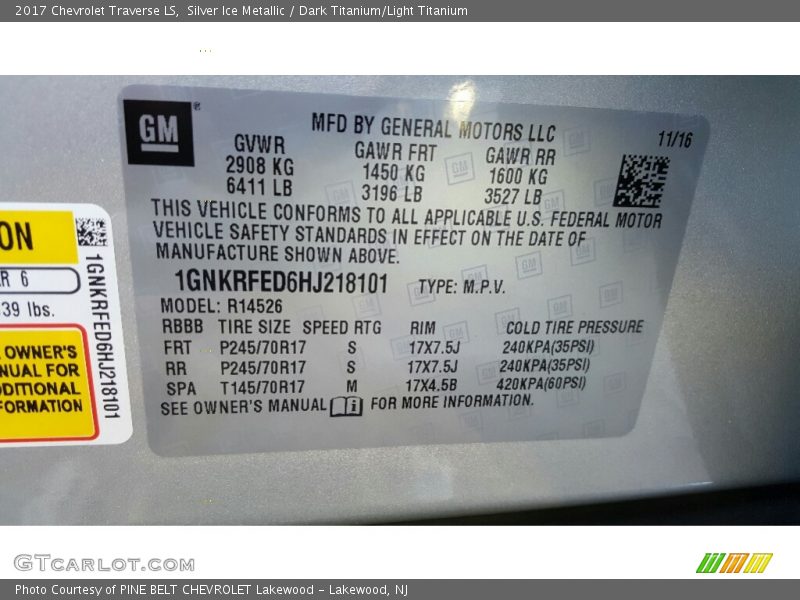 2017 Chevrolet Traverse LS, Silver Ice Metallic / Dark Titanium/Light Titanium
GM®
MFD BY GENERAL MOTORS LLC
11/16
GVWR GAWR FRT GAWR RR
2908 KG 1450 KG 1600 KG
6411 LB 3196 LB 3527 LB
THIS VEHICLE CONFORMS TO ALL APPLICABLE U.S. FEDERAL MOTOR
VEHICLE SAFETY STANDARDS IN EFFECT ON THE DATE OF
MANUFACTURE SHOWN ABOVE.
1GNKRFED6HJ218101 TYPE: M.P.V.
MODEL: R14526
RBBB TIRE SIZE SPEED RTG RIM COLD TIRE PRESSURE
FRT P245/70R17 S 17X7.5J 240KPA(35PSI)
RR P245/70R17 S 17X7.5J 240KPA(35PSI)
SPA T145/70R17 M 17X4.5B 420KPA(60PSI)
SEE OWNER'S MANUAL i FOR MORE INFORMATION.
ON
R 6
39 lbs.
OWNER'S
NUAL FOR
DDITIONAL
FORMATION
1GNKRFED6HJ218101
GTCARLOT.COM
Photo Courtesy of PINE BELT CHEVROLET Lakewood - Lakewood, NJ